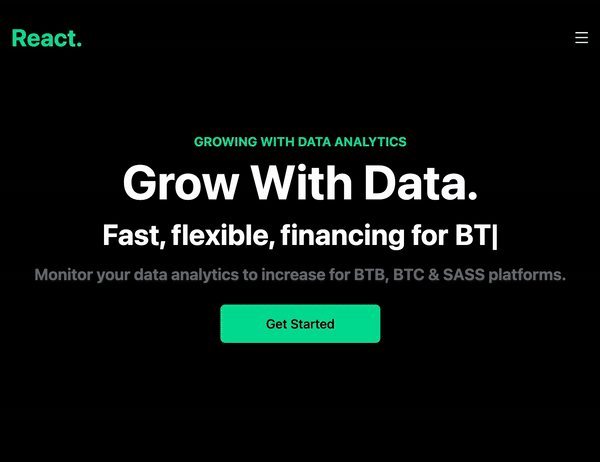 React.
GROWING WITH DATA ANALYTICS
Grow With Data.
Fast, flexible, financing for BT|
Monitor your data analytics to increase for BTB, BTC & SASS platforms.
Get Started